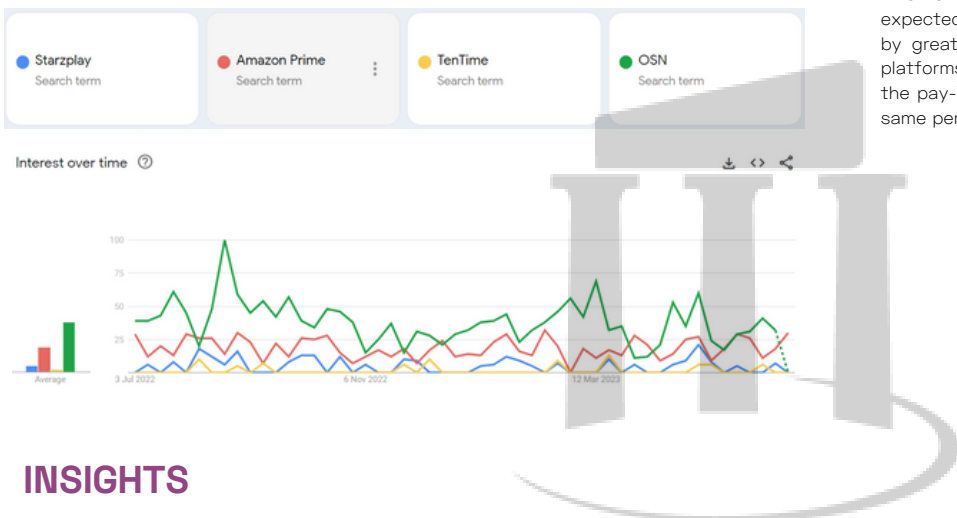 Starzplay
Search term
Amazon Prime
Search term
TenTime
Search term
OSN
Search term
expected
by great
platforms
the pay-
same per
Interest over time
100
75
50
25
Average
3 Jul 2022
6 Nov 2022
12 Mar 2023
INSIGHTS